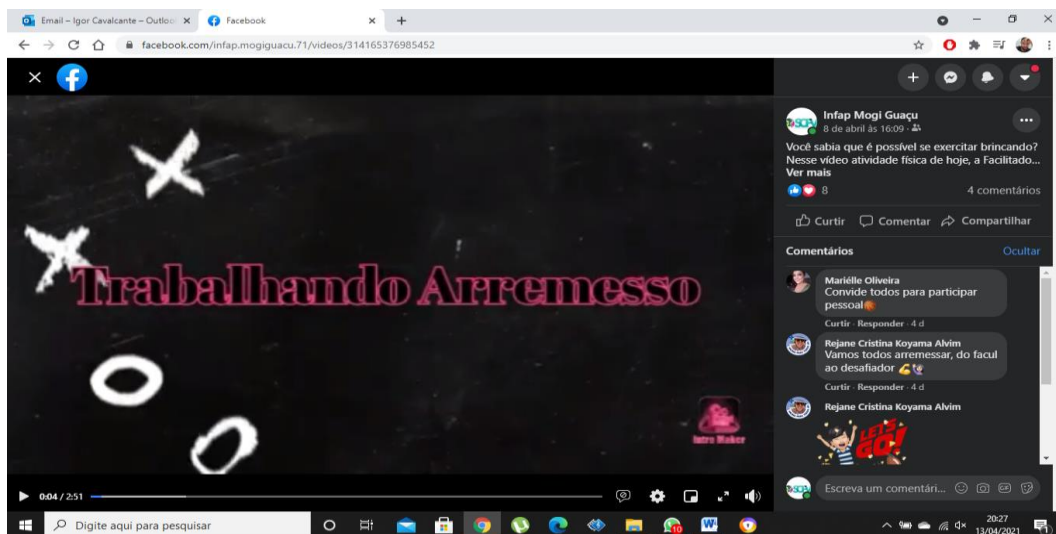 Email – Igor Cavalcante – Outloo
Facebook
facebook.com/infap.mogiguacu.71/videos/314165376985452
Infap Mogi Guaçu
8 de abril às 16:09
Você sabia que é possível se exercitar brincando?
Nesse vídeo atividade física de hoje, a Facilitado...
Ver mais
8
4 comentários
Curtir Comentar Compartilhar
Comentários Ocultar
Mariélle Oliveira
Convide todos para participar
pessoal
Curtir · Responder · 4 d
Rejane Cristina Koyama Alvim
Vamos todos arremessar, do facul
ao desafiador
Curtir · Responder · 4 d
Rejane Cristina Koyama Alvim
LET'S
GO!
Escreva um comentári...
GIF
Trabalhando Arremesso
Intro Maker
0:04 / 2:51
Digite aqui para pesquisar
10
20:27
13/04/2021